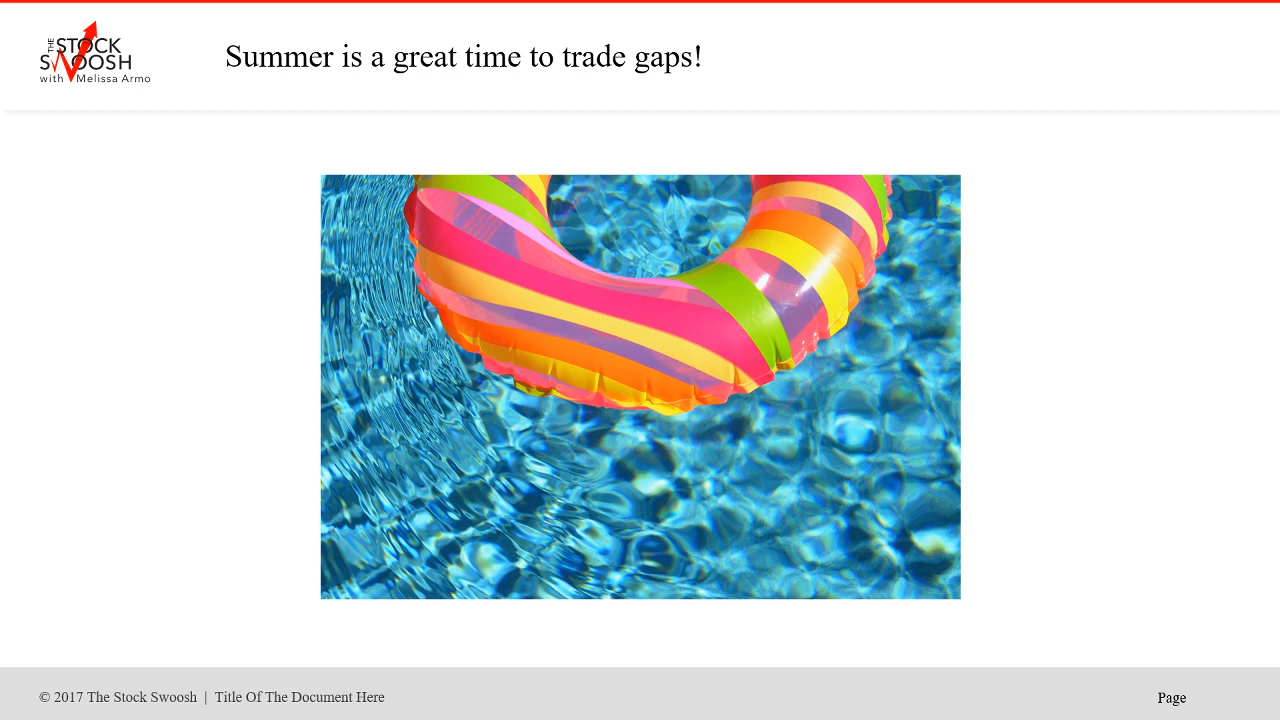 THE STOCK
SWOOSH
with Melissa Armo
Summer is a great time to trade gaps!
© 2017 The Stock Swoosh | Title Of The Document Here
Page